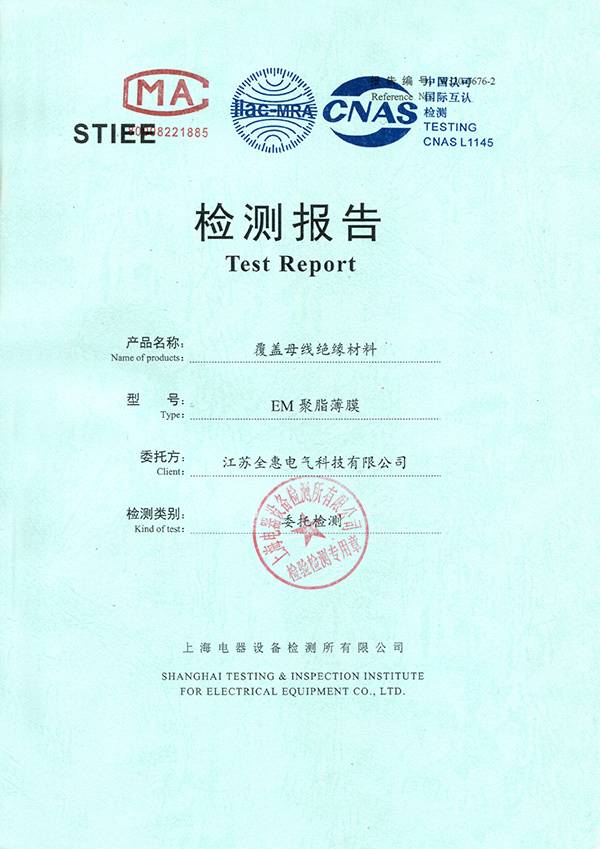 MA
STIEE
180008221885
ilac-MRA
CNAS
报告编号
676-2
Reference N
中国认可
国际互认
检测
TESTING
CNAS L1145
检测报告
Test Report
产品名称:
Name of products:
覆盖母线绝缘材料
型 号:
Type:
EM 聚脂薄膜
委托方:
Client:
江苏全惠电气科技有限公司
检测类别:
Kind of test:
委托检测
上海电器设备检测所有限公司
检验检测专用章
上海电器设备检测所有限公司
SHANGHAI TESTING & INSPECTION INSTITUTE
FOR ELECTRICAL EQUIPMENT CO., LTD.